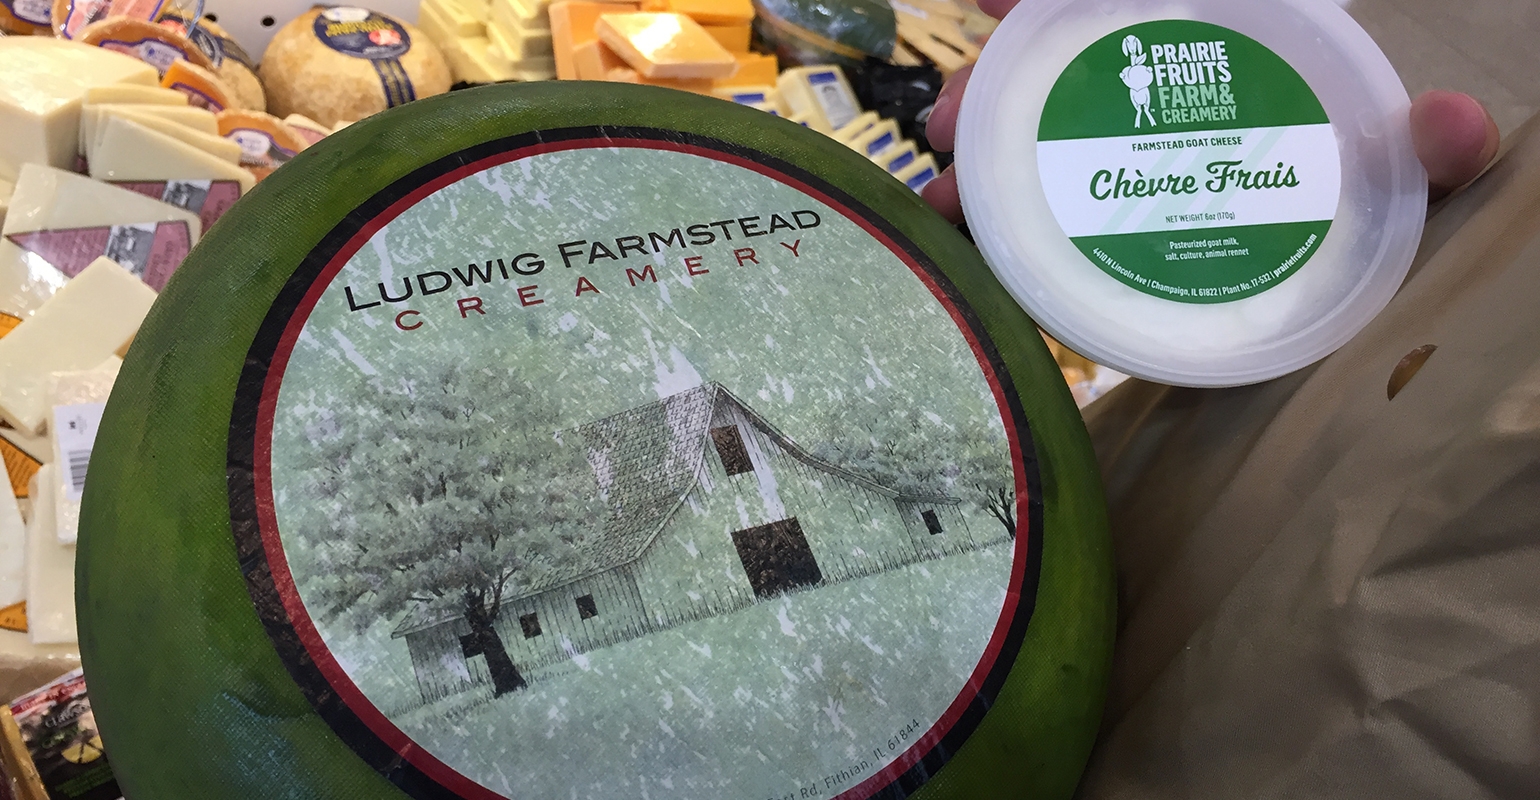 LUDWIG FARMSTEAD
CREAMERY
Rd, Fithian, IL 61844
PRAIRIE
FRUITS
FARM &
CREAMERY
FARMSTEAD GOAT CHEESE
Chèvre Frais
NET WEIGHT 6oz (170g)
Pasteurized goat milk,
salt, culture, animal rennet
4410 N Lincoln Ave | Champaign, IL 61822 | Plant No. 17-532 | prairiefruits.com